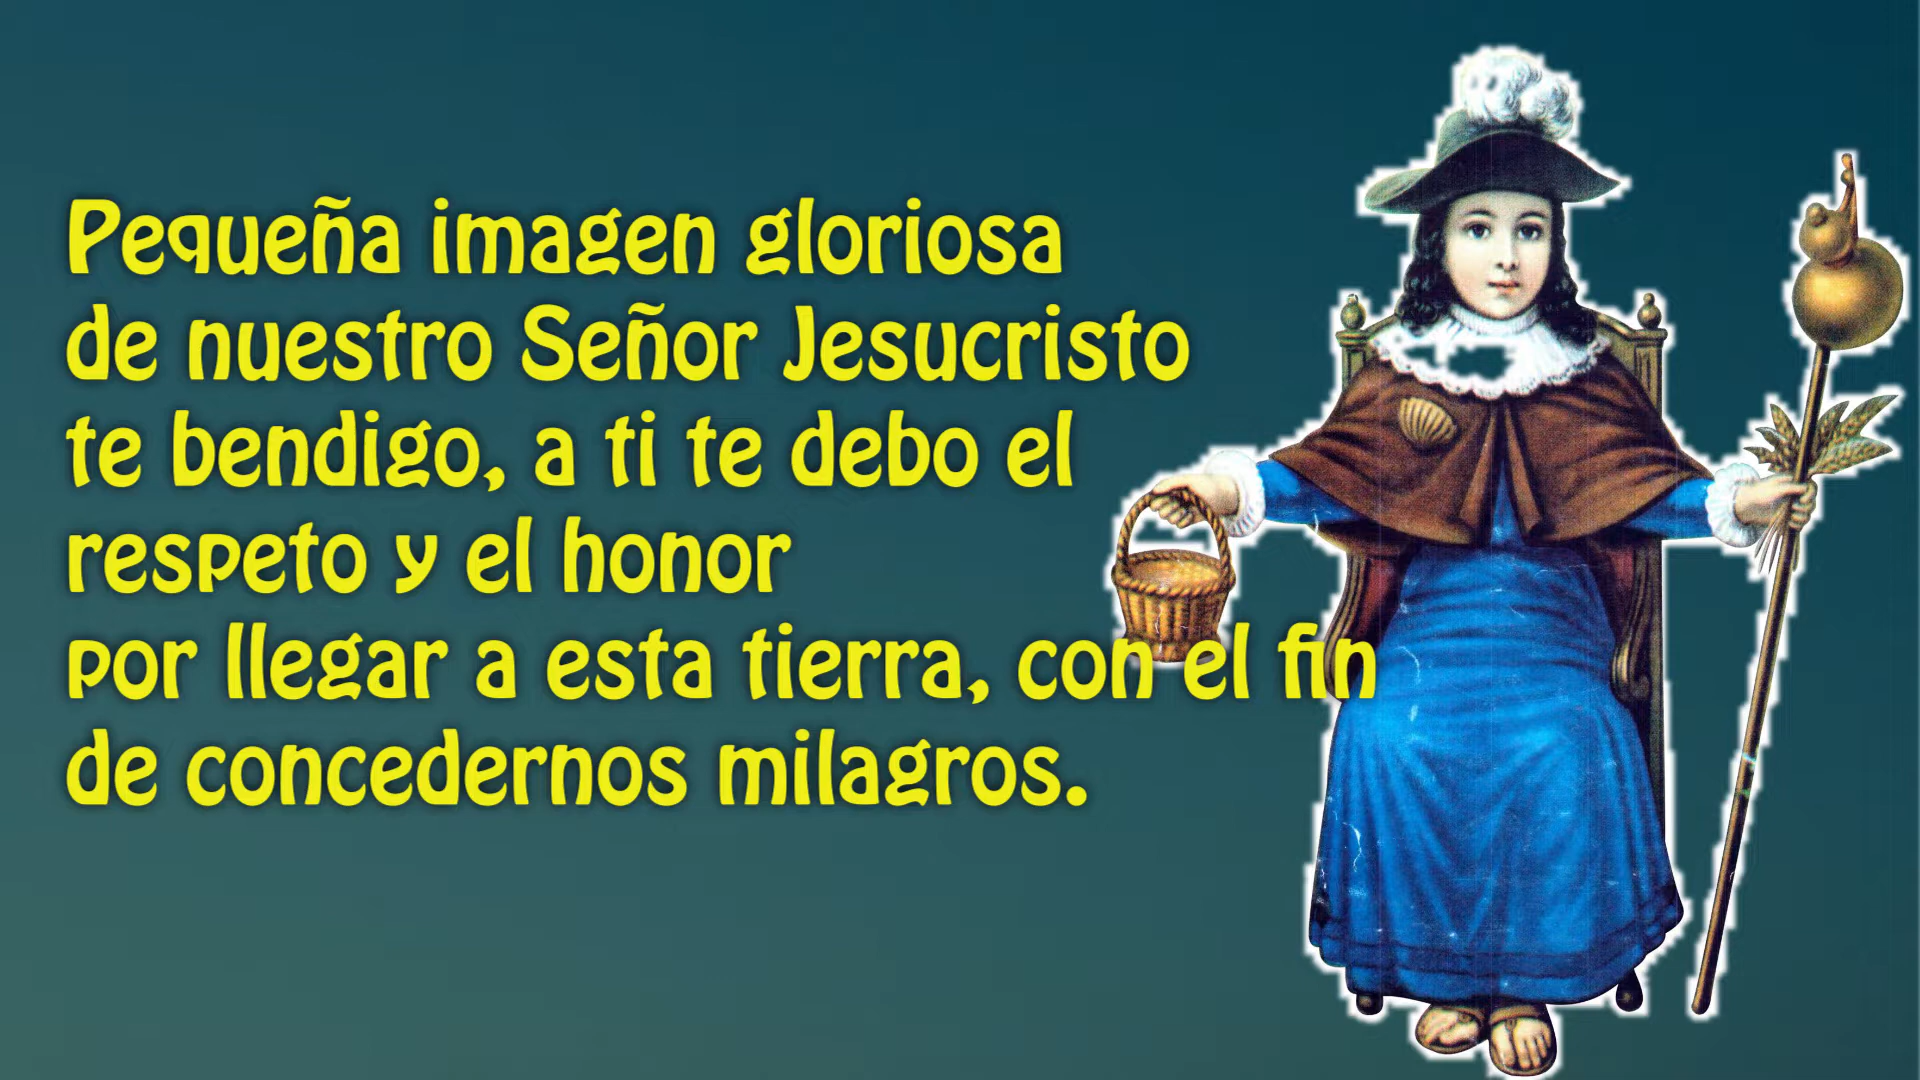 Pequeña imagen gloriosa
de nuestro Señor Jesucristo
te bendigo, a ti te debo el
respeto y el honor
por llegar a esta tierra, con el fin
de concedernos milagros.